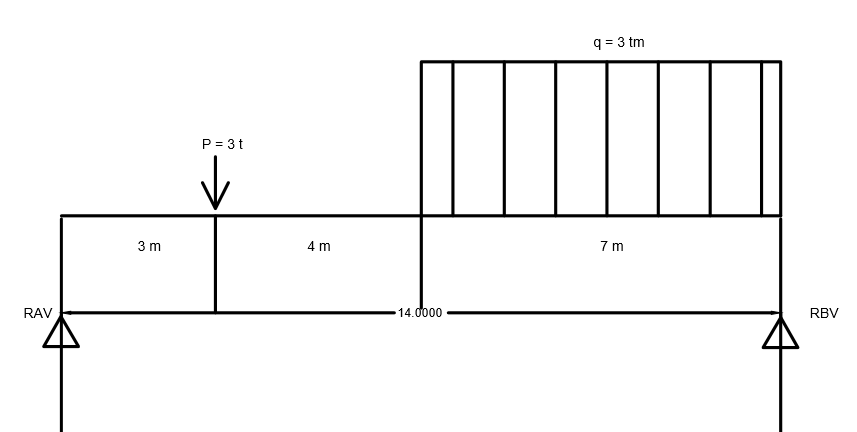 q = 3 tm
P = 3 t
3 m
4 m
7 m
RAV
14.0000
RBV